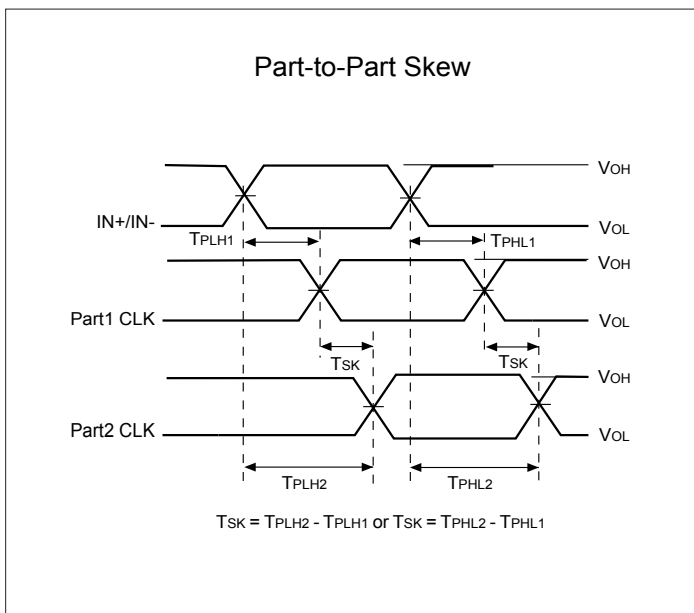 Part-to-Part Skew
VOH
IN+/IN-
VOL
TPLH1
TPHL1
VOH
Part1 CLK
VOL
TSK
TSK
VOH
Part2 CLK
VOL
TPLH2
TPHL2
TSK = TPLH2 - TPLH1 or TSK = TPHL2 - TPHL1